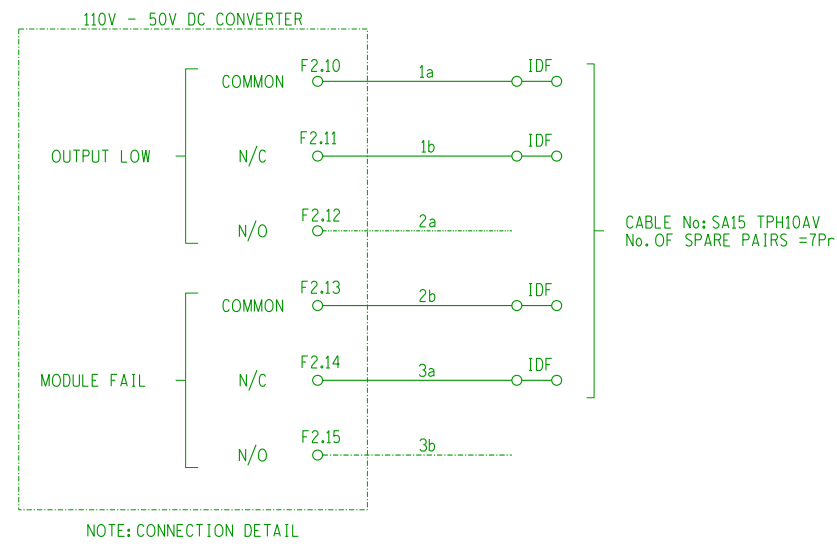 110V - 50V DC CONVERTER
F2.10
COMMON
1a
IDF
F2.11
OUTPUT LOW
N/C
1b
IDF
F2.12
N/O
2a
CABLE No: SA15 TPH10AV
No. OF SPARE PAIRS =7Pr
F2.13
COMMON
2b
IDF
F2.14
MODULE FAIL
N/C
3a
IDF
F2.15
N/O
3b
NOTE: CONNECTION DETAIL